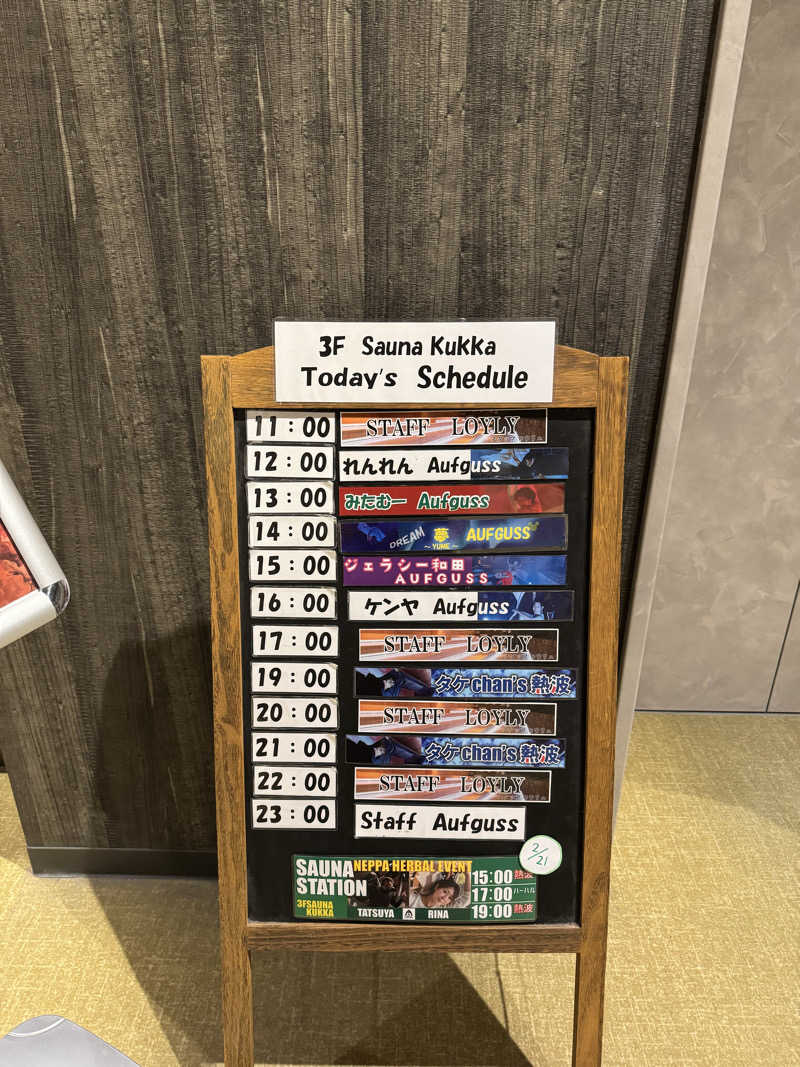 3F Sauna Kukka
Today's Schedule
11:00 STAFF LOYLY
12:00 れんれん Aufguss
13:00 みたむー Aufguss
14:00 DREAM 夢 ～YUME～ AUFGUSS
15:00 ジェラシー和田 AUFGUSS
16:00 ケンヤ Aufguss
17:00 STAFF LOYLY
19:00 タケchan's熱波
20:00 STAFF LOYLY
21:00 タケchan's熱波
22:00 STAFF LOYLY
23:00 Staff Aufguss
2/21
SAUNA STATION
NEPPA HERBAL EVENT
3FSAUNA KUKKA
TATSUYA RINA
15:00 熱波
17:00 ハーバル
19:00 熱波